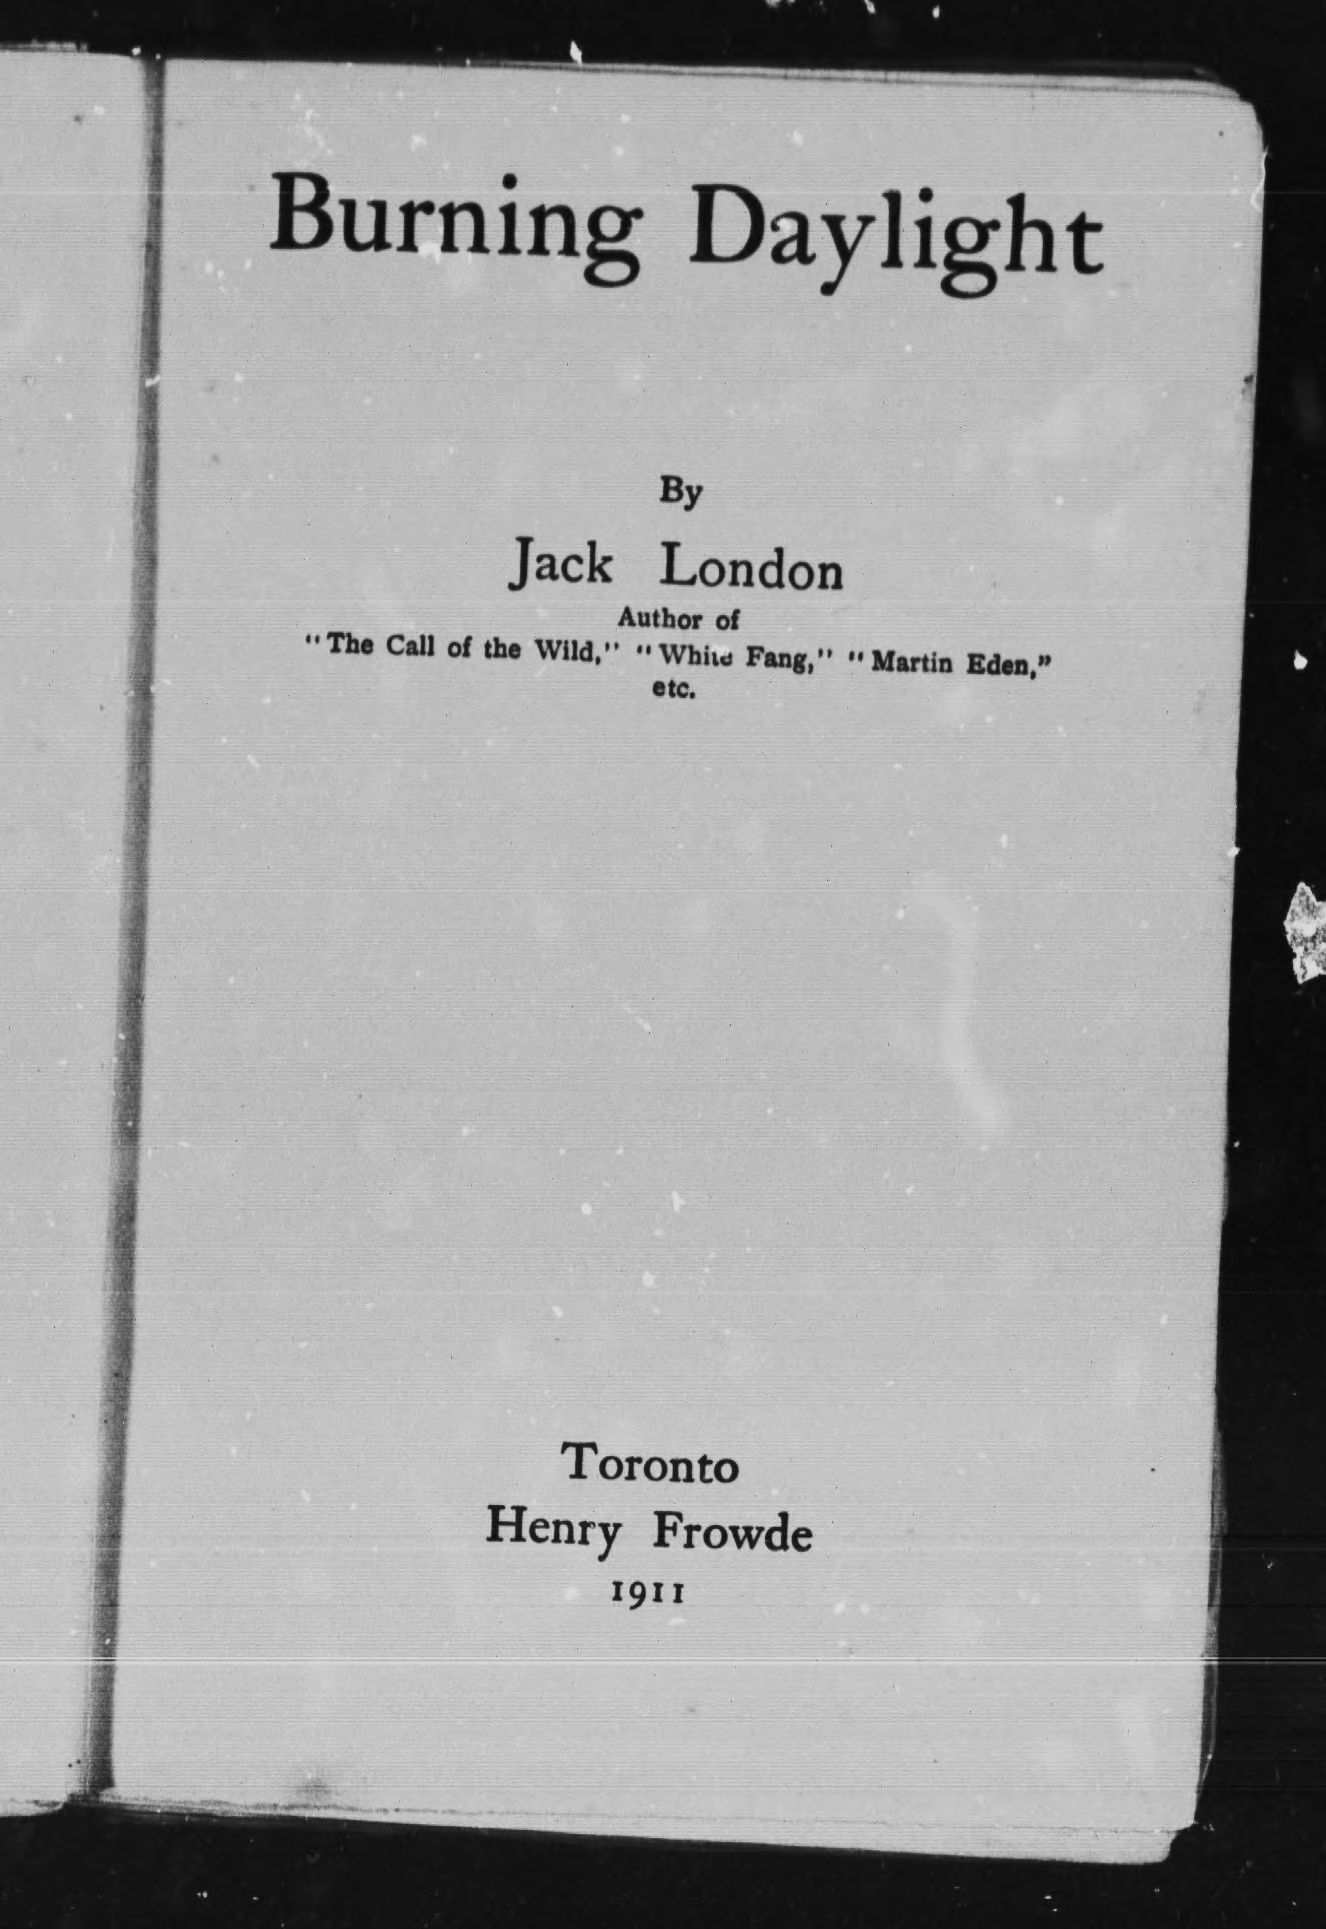 Burning Daylight
By
Jack London
Author of
"The Call of the Wild," "White Fang," "Martin Eden,"
etc.
Toronto
Henry Frowde
1911